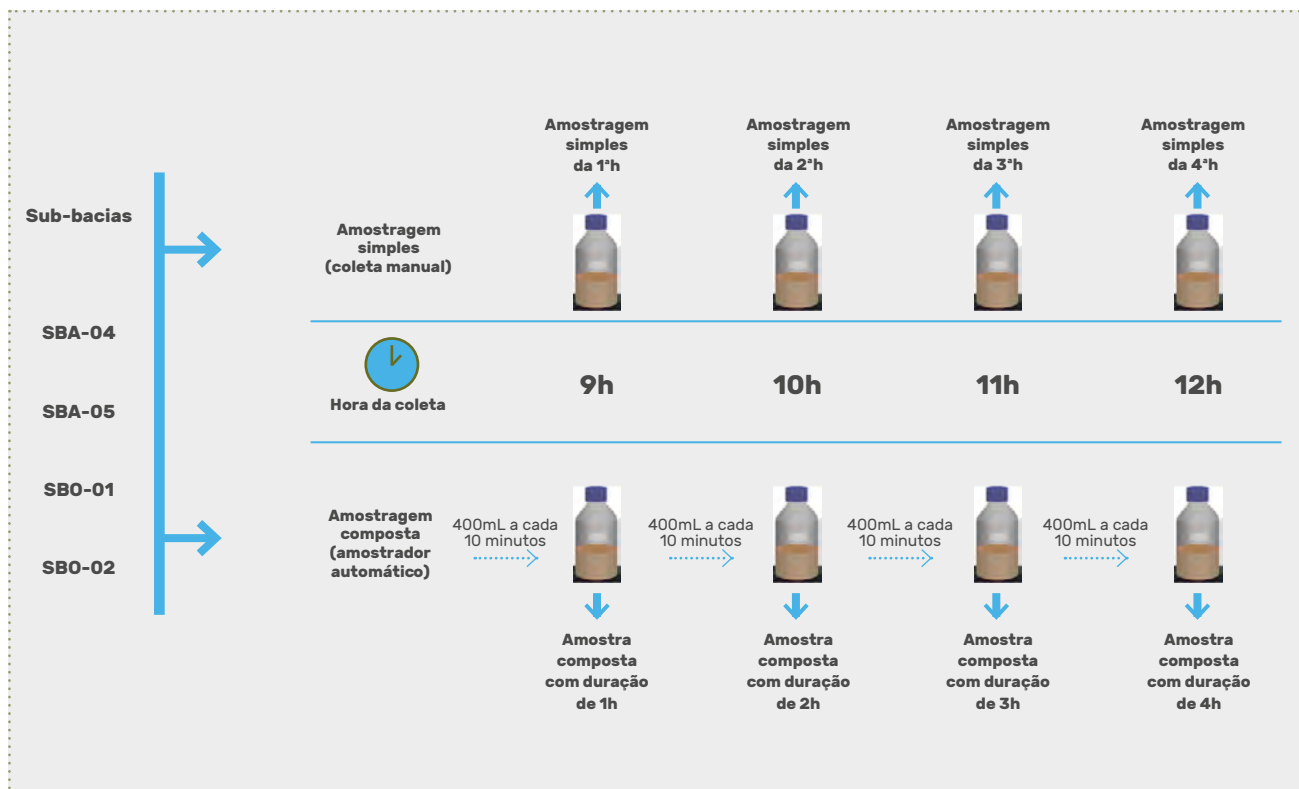 Amostragem
simples
da 1ªh
Amostragem
simples
da 2ªh
Amostragem
simples
da 3ªh
Amostragem
simples
da 4ªh
Sub-bacias
SBA-04
SBA-05
SB0-01
SB0-02
Amostragem
simples
(coleta manual)
Hora da coleta
9h
10h
11h
12h
Amostragem
composta
(amostrador
automático)
400mL a cada
10 minutos
400mL a cada
10 minutos
400mL a cada
10 minutos
400mL a cada
10 minutos
Amostra
composta
com duração
de 1h
Amostra
composta
com duração
de 2h
Amostra
composta
com duração
de 3h
Amostra
composta
com duração
de 4h